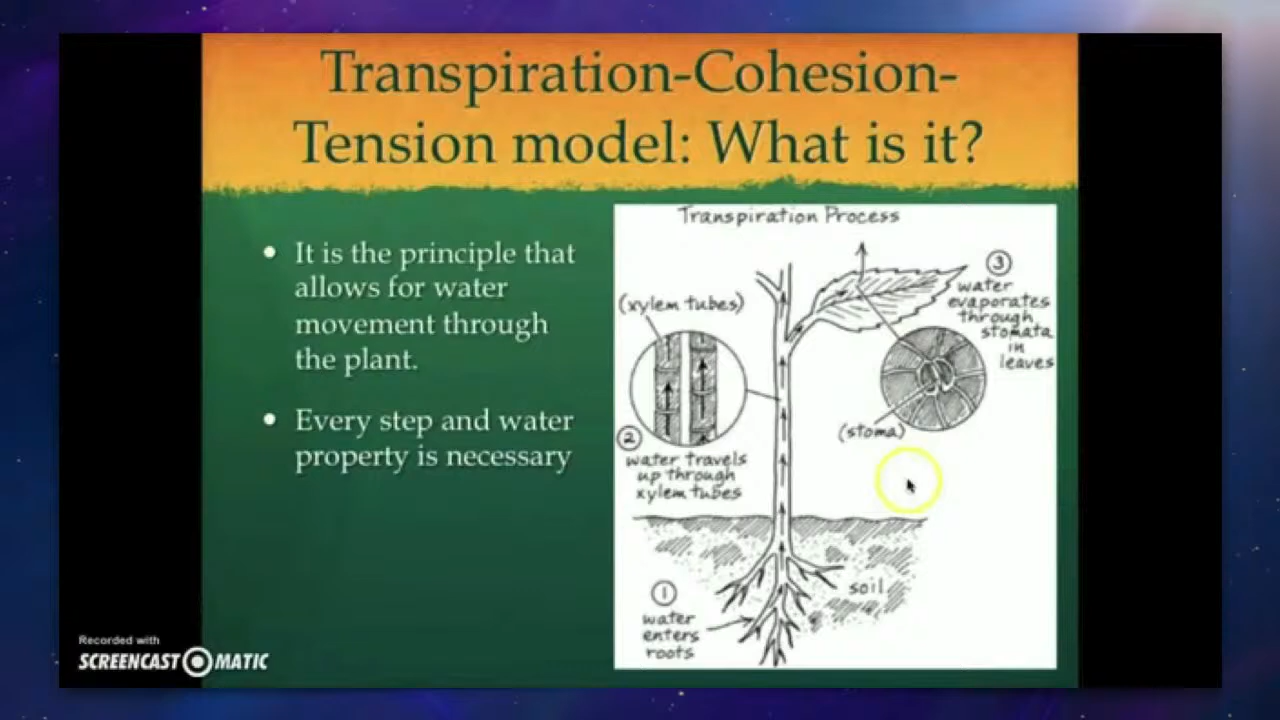 Transpiration-Cohesion-
Tension model: What is it?
It is the principle that
allows for water
movement through
the plant.
Every step and water
property is necessary
Transpiration Process
(xylem tubes)
2
water travels
up through
xylem tubes
3
water
evaporates
through
stomata
in
leaves
(stoma)
soil
1
water
enters
roots
Recorded with
SCREENCAST MATIC